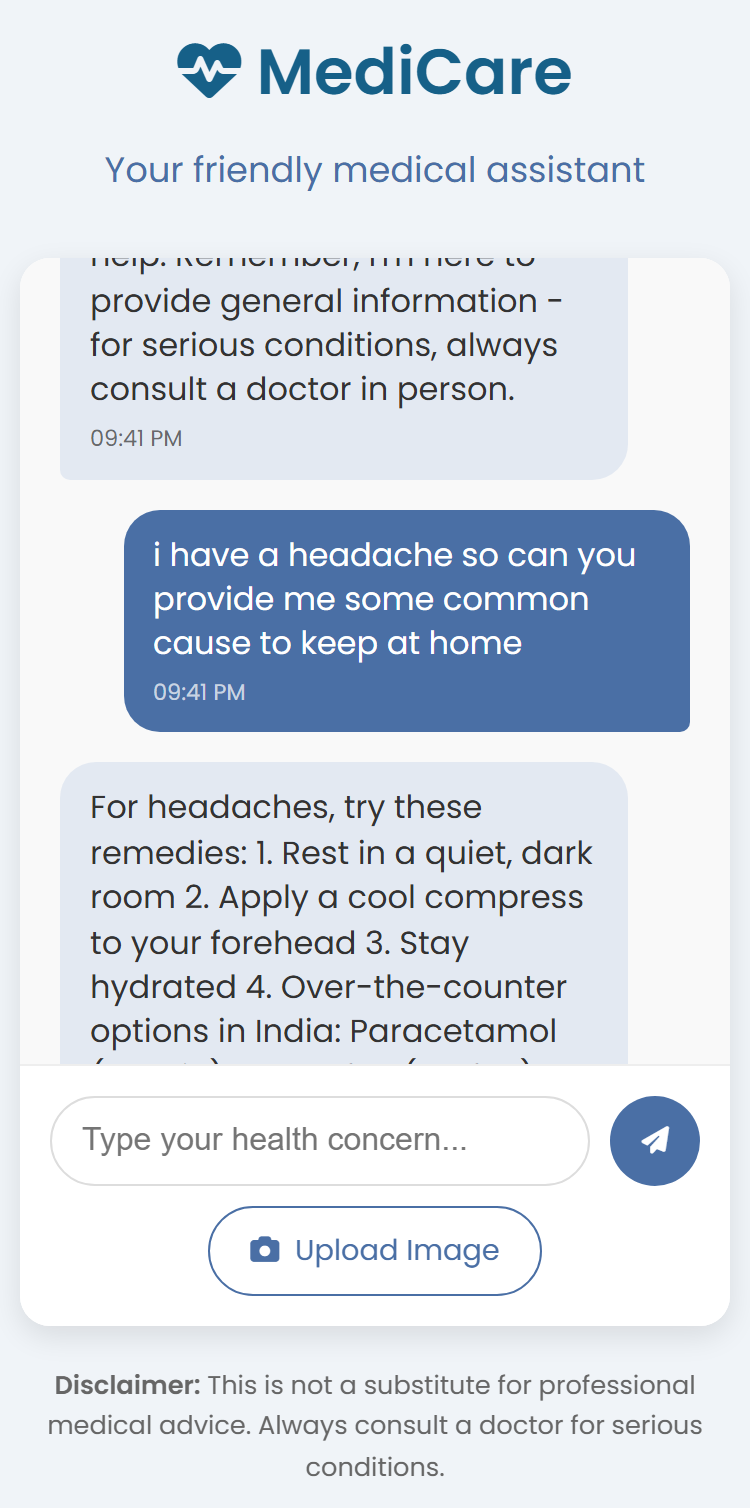 MediCare
Your friendly medical assistant
help. Remember, I'm here to
provide general information -
for serious conditions, always
consult a doctor in person.
09:41 PM
i have a headache so can you
provide me some common
cause to keep at home
09:41 PM
For headaches, try these
remedies: 1. Rest in a quiet, dark
room 2. Apply a cool compress
to your forehead 3. Stay
hydrated 4. Over-the-counter
options in India: Paracetamol
Type your health concern...
Upload Image
Disclaimer: This is not a substitute for professional
medical advice. Always consult a doctor for serious
conditions.